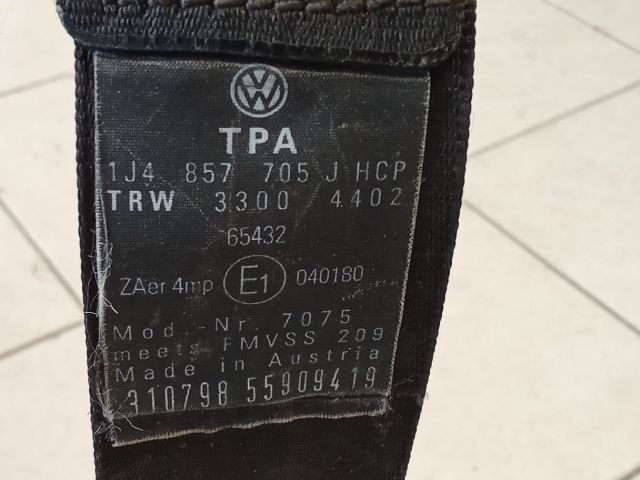 TPA
1J4 857 705 J HCP
TRW 3300 4402
65432
ZAer 4mp E1 040180
Mod.-Nr. 7075
meets FMVSS 209
Made in Austria
310798 55909419